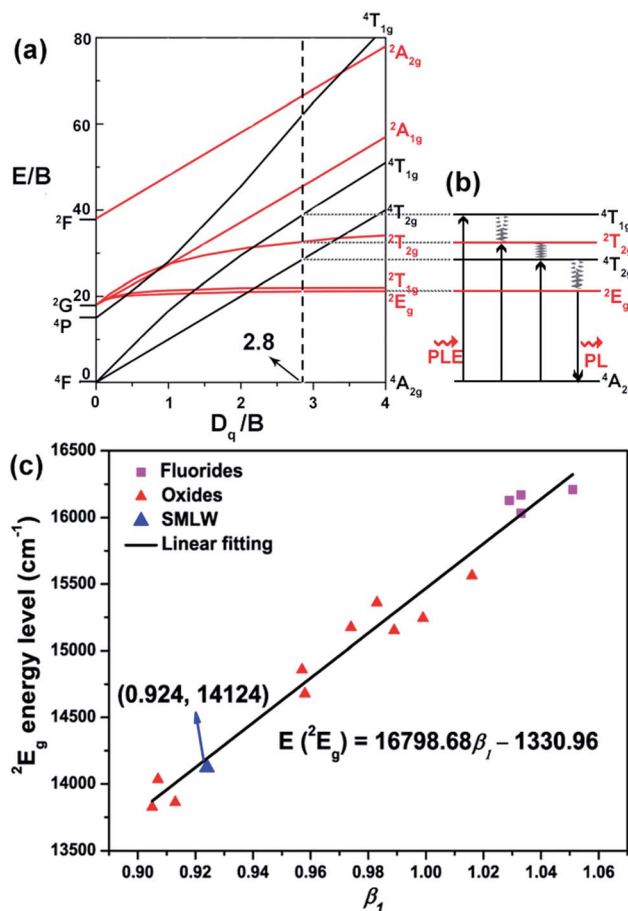 (a)
E/B
80
60
40
20
0
²F
²G
⁴P
⁴F
⁴T₁g
²A₂g
²A₁g
⁴T₁g
⁴T₂g
²T₂g
²T₁g
²Eg
⁴A₂g
2.8
0 1 2 3 4
Dq/B
(b)
⁴T₁g
²T₂g
⁴T₂g
²Eg
PLE
PL
⁴A₂g
(c)
Fluorides
Oxides
SMLW
Linear fitting
(0.924, 14124)
E (²Eg) = 16798.68β₁ − 1330.96
²Eg energy level (cm⁻¹)
16500
16000
15500
15000
14500
14000
13500
0.90 0.92 0.94 0.96 0.98 1.00 1.02 1.04 1.06
β₁